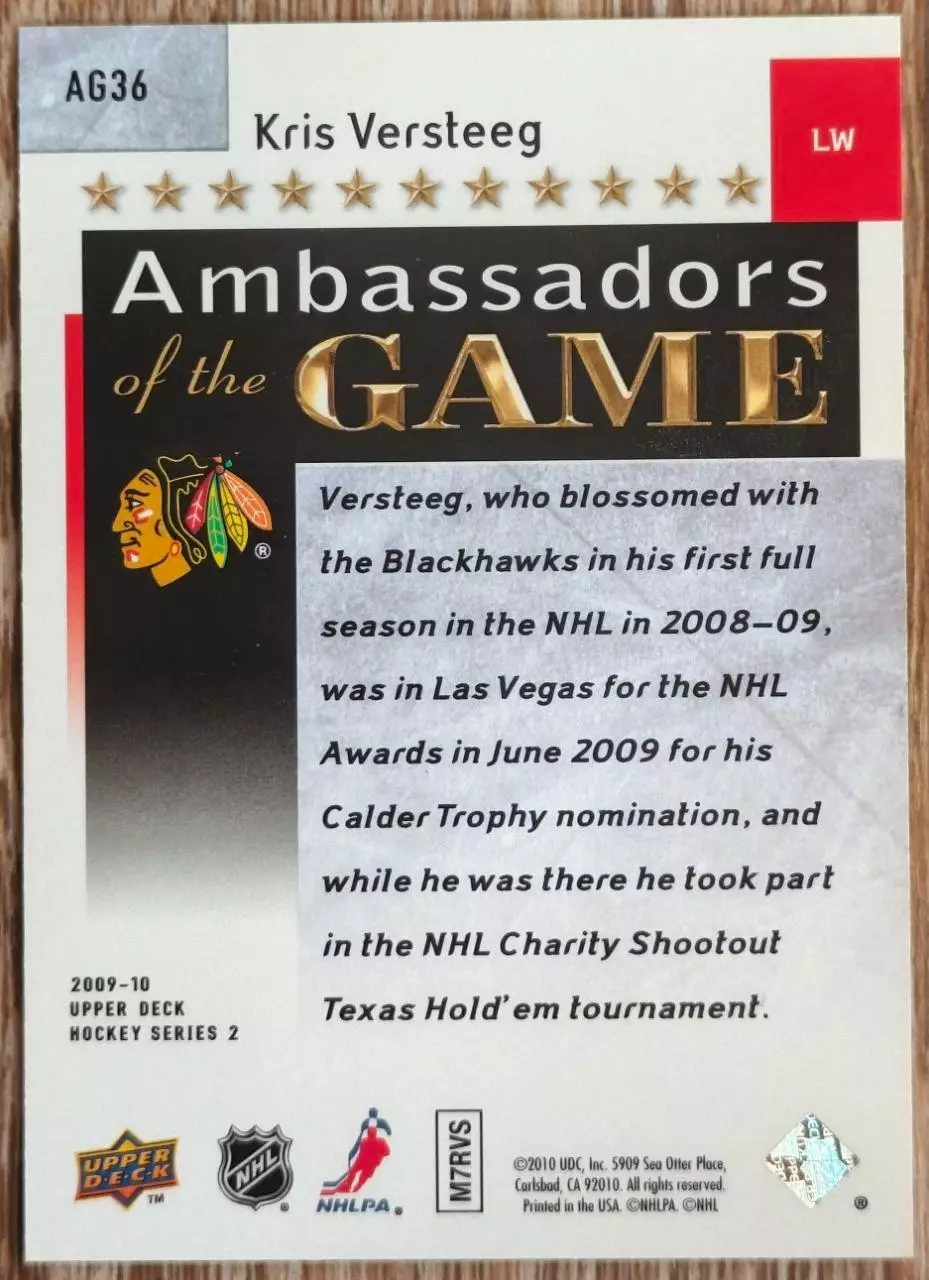 AG36
Kris Versteeg
LW
Ambassadors
of the GAME
®
Versteeg, who blossomed with
the Blackhawks in his first full
season in the NHL in 2008-09,
was in Las Vegas for the NHL
Awards in June 2009 for his
Calder Trophy nomination, and
while he was there he took part
in the NHL Charity Shootout
Texas Hold'em tournament.
2009-10
UPPER DECK
HOCKEY SERIES 2
UPPER
D·E·C·K
TM
NHL
®
NHLPA®
M7RVS
©2010 UDC, Inc. 5909 Sea Otter Place,
Carlsbad, CA 92010. All rights reserved.
Printed in the USA. ©NHLPA. ©NHL
®